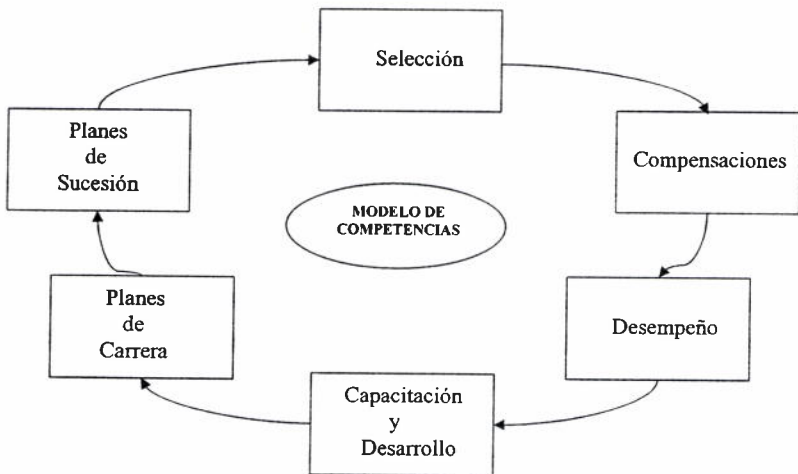 Selección
Compensaciones
Desempeño
Capacitación
y
Desarrollo
Planes
de
Carrera
Planes
de
Sucesión
MODELO DE
COMPETENCIAS